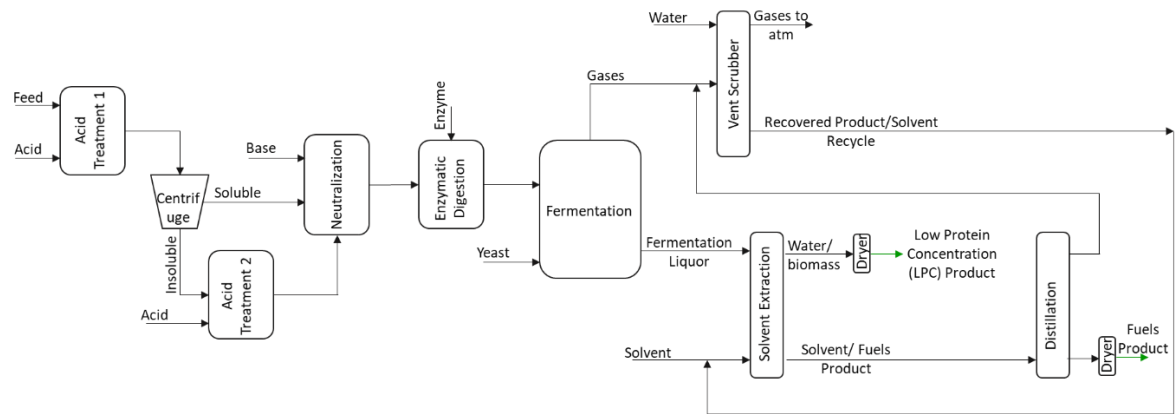 Feed
Acid
Acid
Treatment 1
Centrif
uge
Soluble
Insoluble
Acid
Acid
Treatment 2
Base
Neutralization
Enzyme
Enzymatic
Digestion
Yeast
Fermentation
Gases
Water
Vent Scrubber
Gases to
atm
Recovered Product/Solvent
Recycle
Fermentation
Liquor
Solvent
Solvent Extraction
Water/
biomass
Dryer
Low Protein
Concentration
(LPC) Product
Solvent/ Fuels
Product
Distillation
Dryer
Fuels
Product